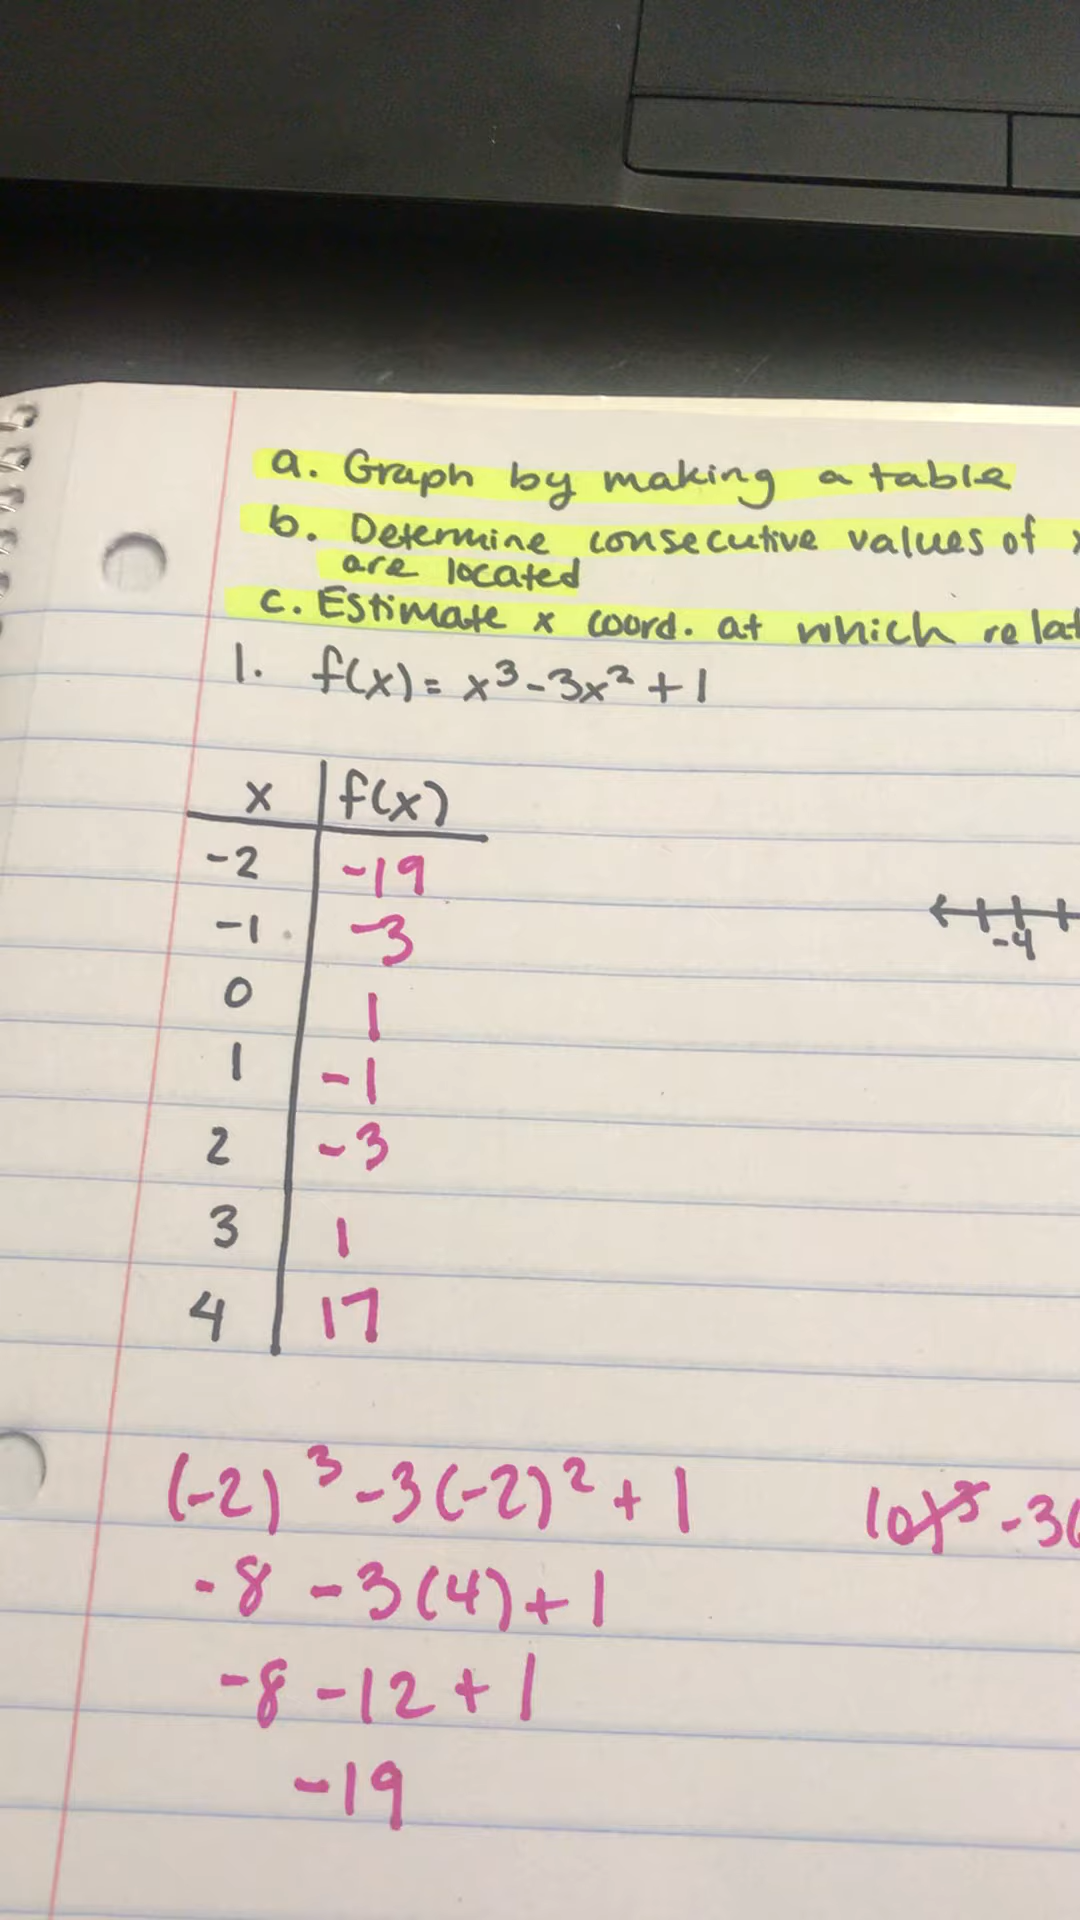 a. Graph by making a table
b. Determine consecutive values of x
are located
c. Estimate x coord. at which relat
1. f(x) = x³ - 3x² + 1
x f(x)
-2 -19
-1 -3
0 1
1 -1
2 -3
3 1
4 17
-4
(-2)³ - 3(-2)² + 1
-8 - 3(4) + 1
-8 - 12 + 1
-19